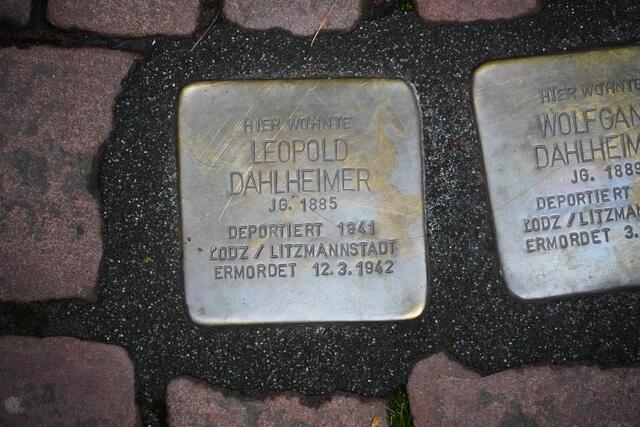 HIER WOHNTE
LEOPOLD
DAHLHEIMER
JG. 1885
DEPORTIERT 1941
ŁODZ / LITZMANNSTADT
ERMORDET 12.3.1942
HIER WOHNTE
WOLFGAN
DAHLHEIM
JG. 1889
DEPORTIERT
ŁODZ / LITZMAN
ERMORDET 3.